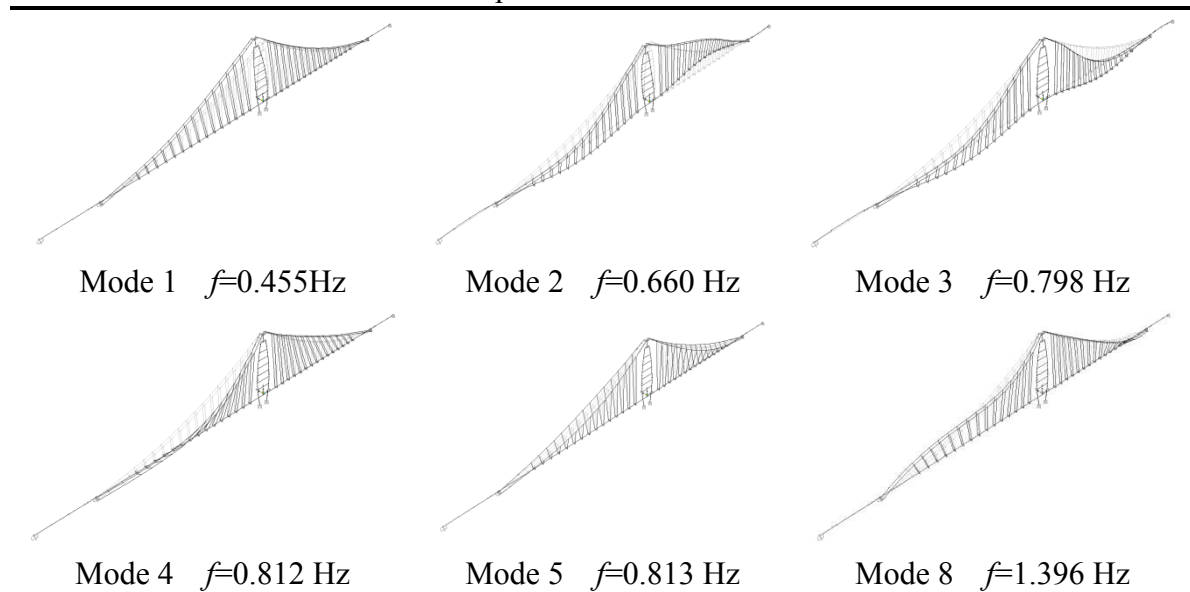 Mode 1 f=0.455Hz
Mode 2 f=0.660 Hz
Mode 3 f=0.798 Hz
Mode 4 f=0.812 Hz
Mode 5 f=0.813 Hz
Mode 8 f=1.396 Hz